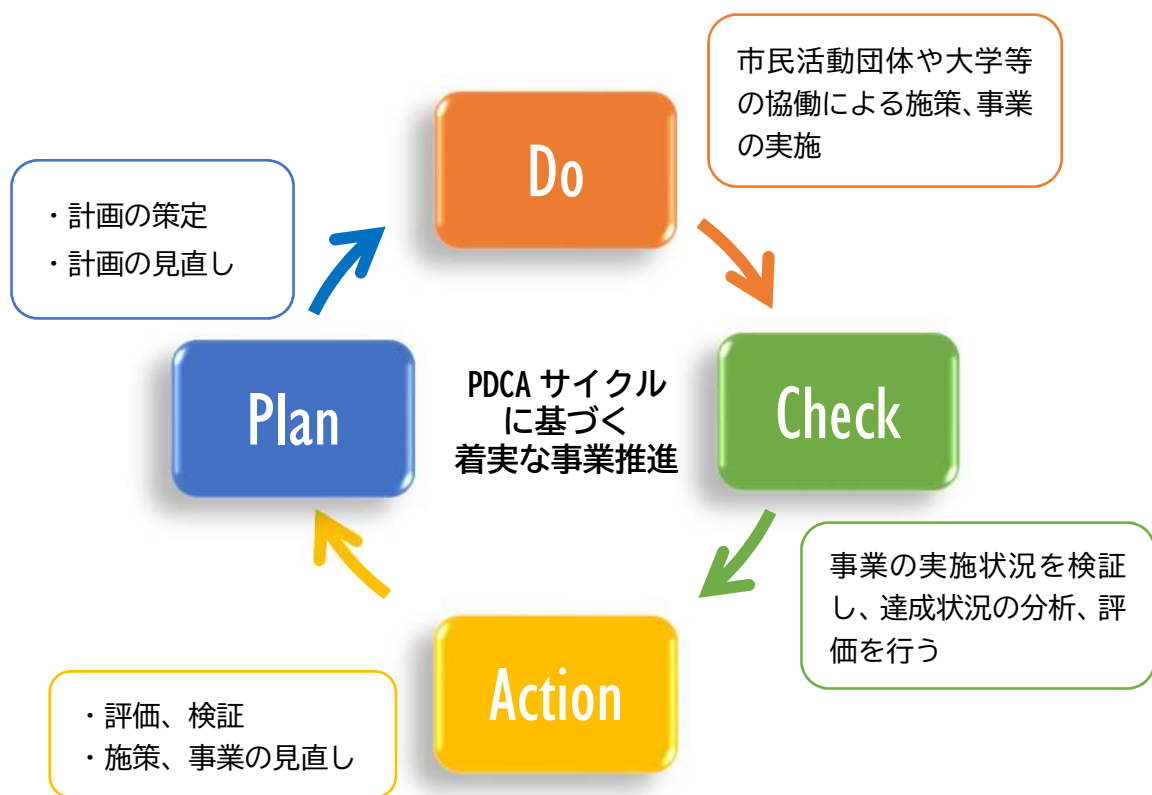 Do
市民活動団体や大学等
の協働による施策、事業
の実施
・計画の策定
・計画の見直し
Plan
PDCA サイクル
に基づく
着実な事業推進
Check
事業の実施状況を検証
し、達成状況の分析、評
価を行う
Action
・評価、検証
・施策、事業の見直し